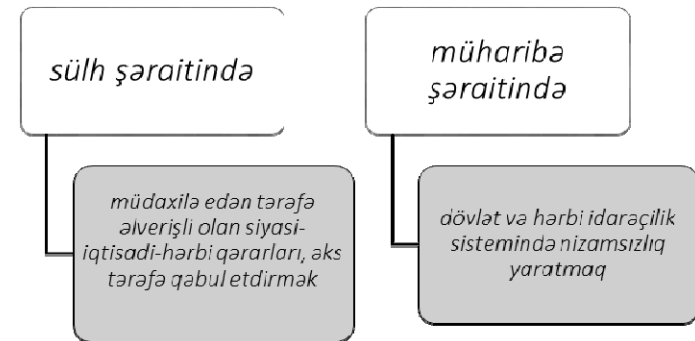 sülh şəraitində
müharibə
şəraitində
müdaxilə edən tərəfə
əlverişli olan siyasi-
iqtisadi-hərbi qərarları, əks
tərəfə qəbul etdirmək
dövlət və hərbi idarəçilik
sistemində nizamsızlıq
yaratmaq